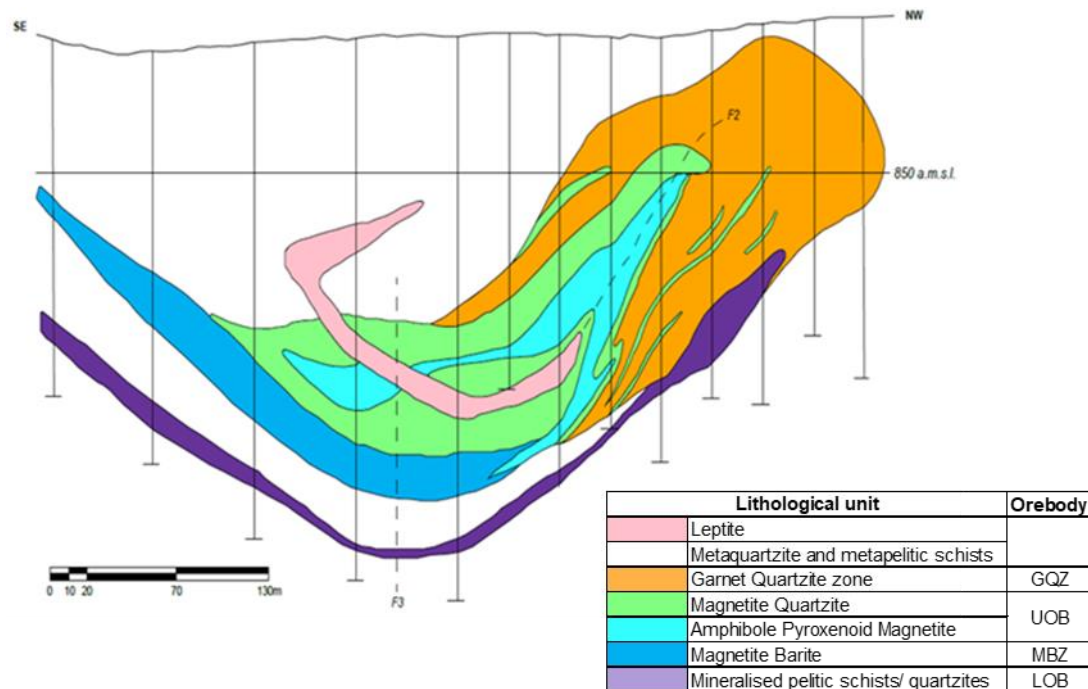 SE
NW
F2
850 a.m.s.l.
0 10 20 70 130m
F3
Lithological unit Orebody
Leptite
Metaquartzite and metapelitic schists
Garnet Quartzite zone GQZ
Magnetite Quartzite UOB
Amphibole Pyroxenoid Magnetite
Magnetite Barite MBZ
Mineralised pelitic schists/ quartzites LOB